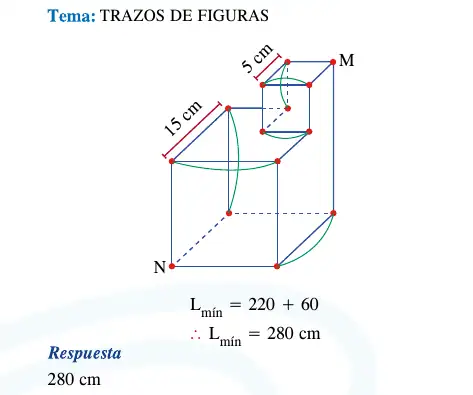 Tema: TRAZOS DE FIGURAS
5 cm
M
15 cm
N
Lmín = 220 + 60
∴ Lmín = 280 cm
Respuesta
280 cm